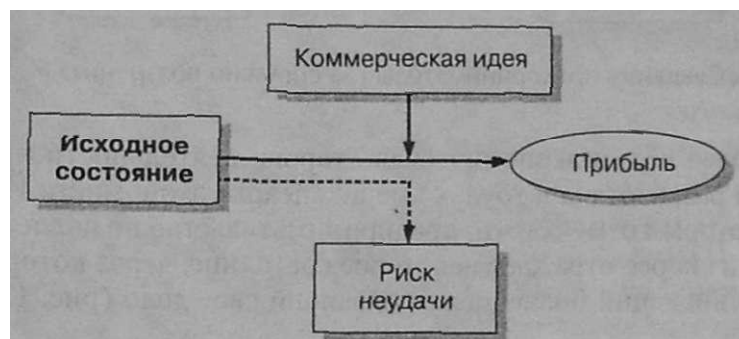 Коммерческая идея
Исходное
состояние
Прибыль
Риск
неудачи